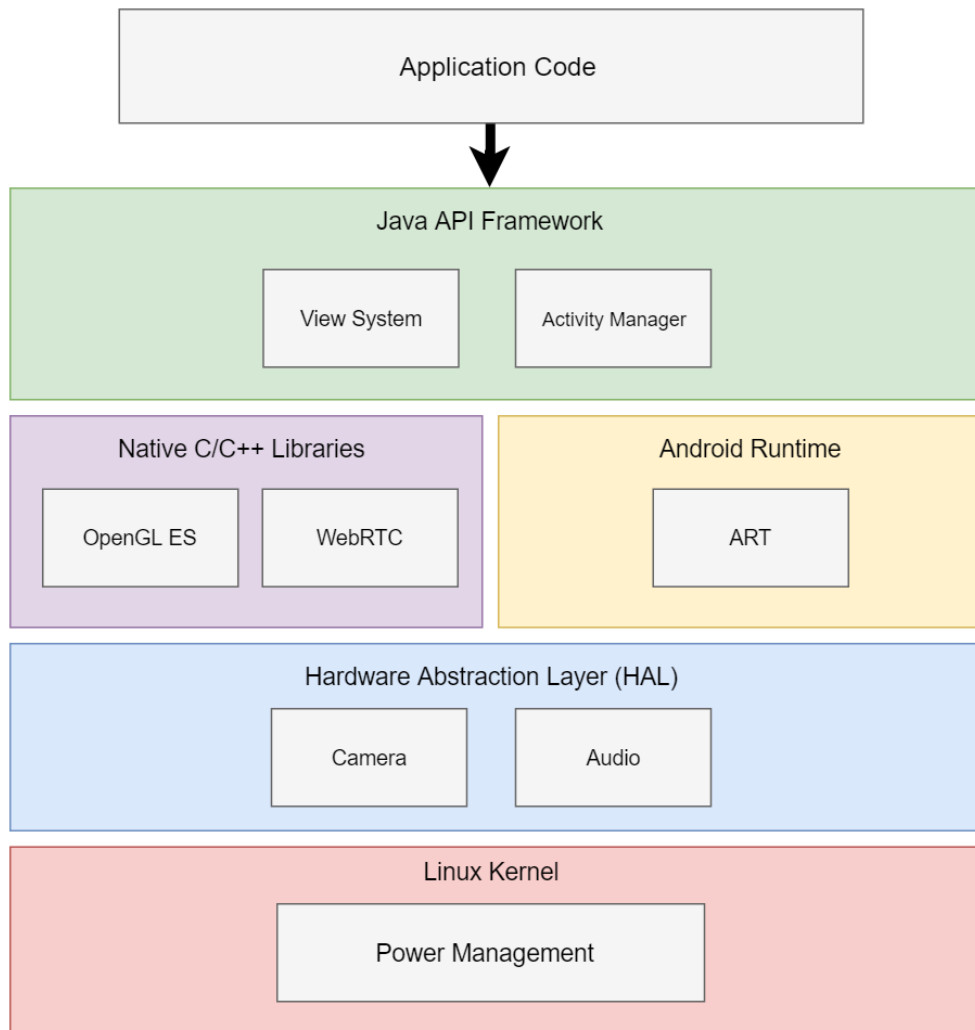 Application Code
Java API Framework
View System
Activity Manager
Native C/C++ Libraries
OpenGL ES
WebRTC
Android Runtime
ART
Hardware Abstraction Layer (HAL)
Camera
Audio
Linux Kernel
Power Management